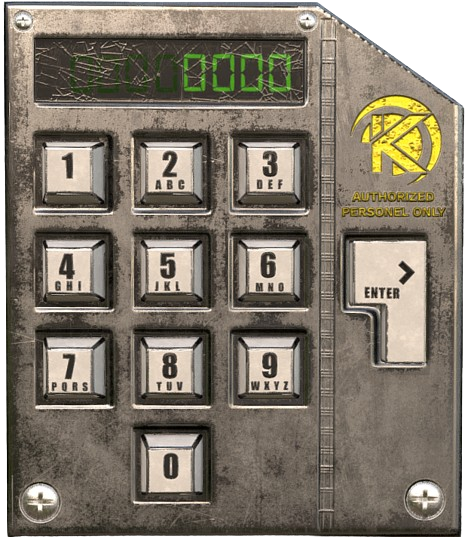 00000000
1
2
ABC
3
DEF
4
GHI
5
JKL
6
MNO
7
PQRS
8
TUV
9
WXYZ
0
K
AUTHORIZED
PERSONEL ONLY
>
ENTER